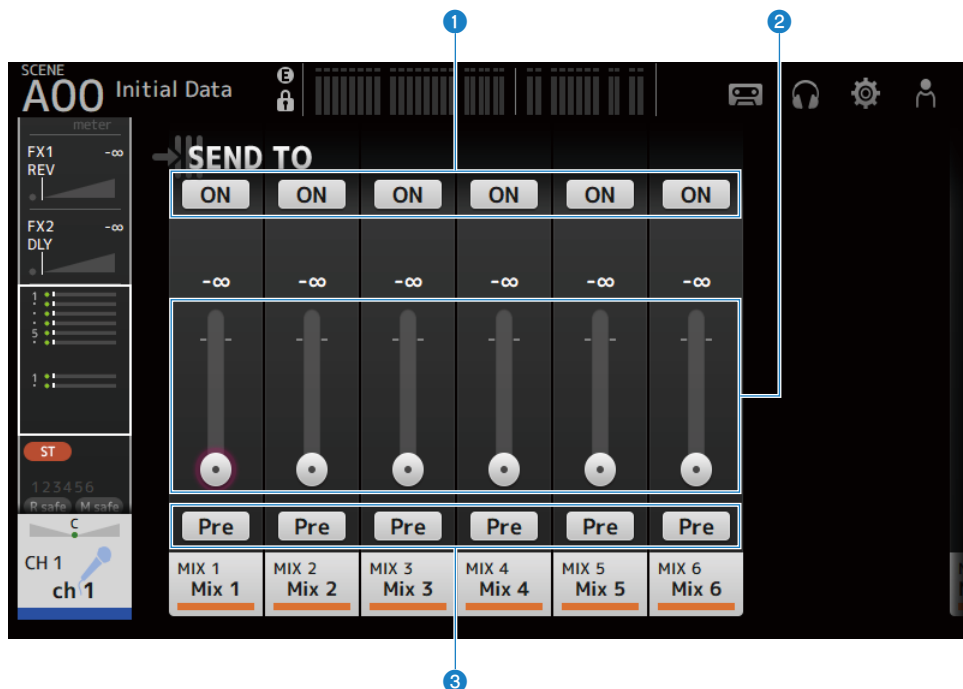 1
2
SCENE
A00 Initial Data
E
meter
FX1 -∞
REV
FX2 -∞
DLY
1
5
1
ST
123456
R safe M safe
C
CH 1
ch 1
SEND TO
ON ON ON ON ON ON
-∞ -∞ -∞ -∞ -∞ -∞
Pre Pre Pre Pre Pre Pre
MIX 1 MIX 2 MIX 3 MIX 4 MIX 5 MIX 6
Mix 1 Mix 2 Mix 3 Mix 4 Mix 5 Mix 6
3